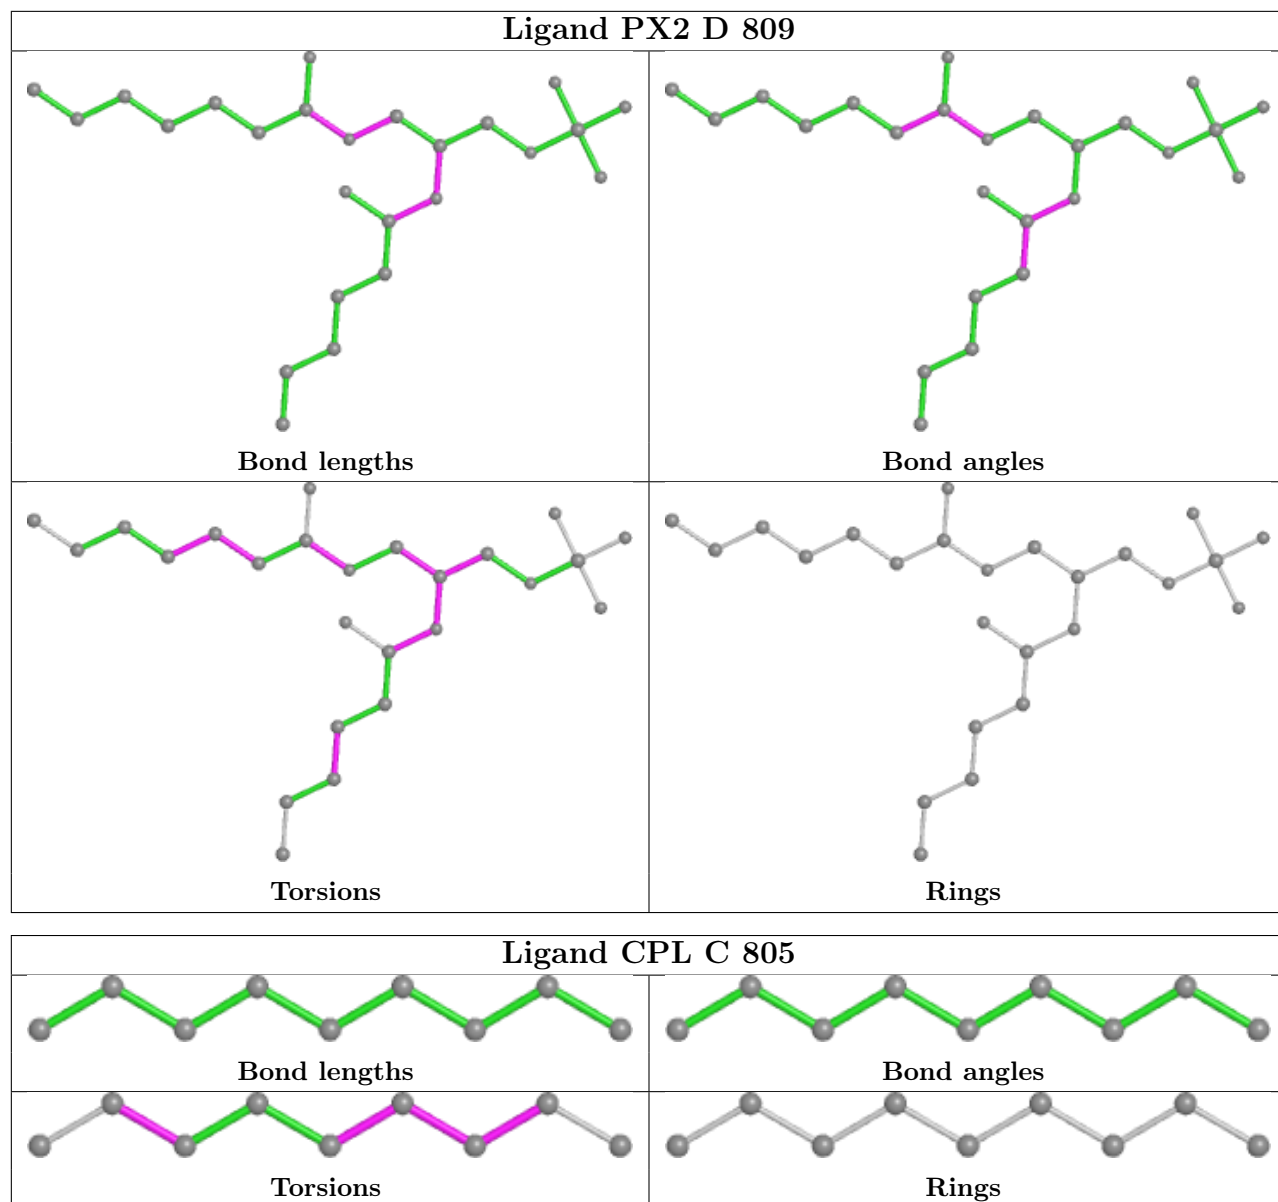 Ligand PX2 D 809
Bond lengths
Bond angles
Torsions
Rings
Ligand CPL C 805
Bond lengths
Bond angles
Torsions
Rings